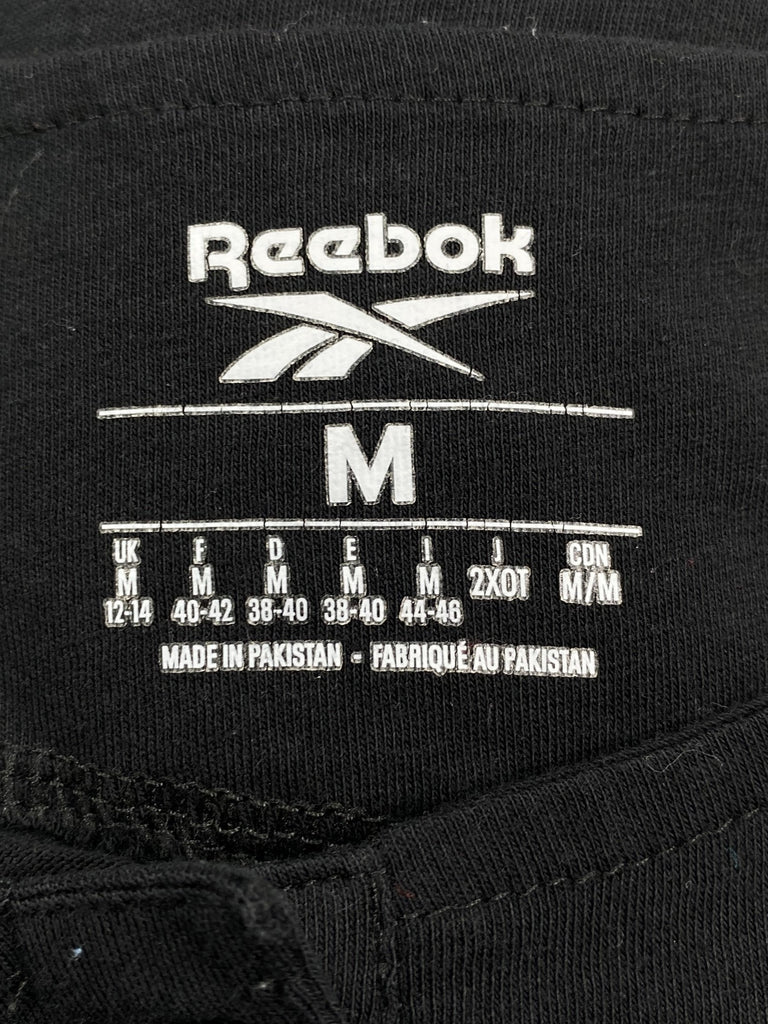 Reebok
M
UK F D E I J CDN
M M M M M 2XOT M/M
12-14 40-42 38-40 38-40 44-46
MADE IN PAKISTAN - FABRIQUÉ AU PAKISTAN